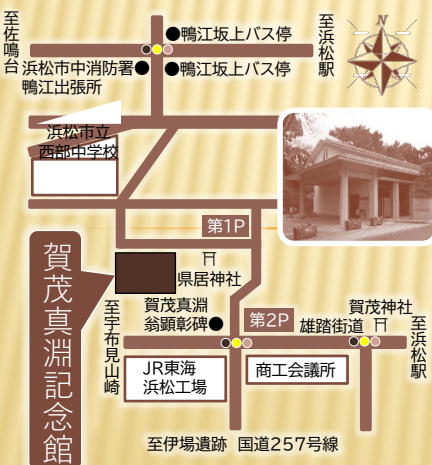 至佐鳴台
●鴨江坂上バス停
至浜松駅
N
浜松市中消防署●
鴨江出張所
●鴨江坂上バス停
浜松市立
西部中学校
第1P
県居神社
賀茂真淵記念館
至宇布見山崎
賀茂真淵
翁顕彰碑●
第2P
賀茂神社
雄踏街道
至浜松駅
JR東海
浜松工場
商工会議所
至伊場遺跡 国道257号線